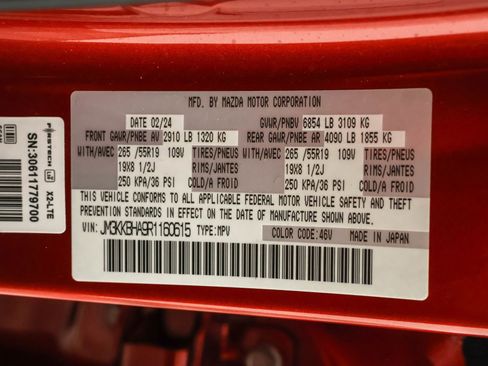 MFD. BY MAZDA MOTOR CORPORATION
DATE 02/24 GVWR/PNBV 6854 LB 3109 KG
FRONT GAWR/PNBE AV 2910 LB 1320 KG REAR GAWR/PNBE AR 4090 LB 1855 KG
WITH/AVEC 265 /55R19 109W TIRES/PNEUS WITH/AVEC 265 /55R19 109W TIRES/PNEUS
19X8 1/2J RIMS/JANTES 19X8 1/2J RIMS/JANTES
250 KPA/36 PSI COLD/A FROID 250 KPA/36 PSI COLD/A FROID
THIS VEHICLE CONFORMS TO ALL APPLICABLE FEDERAL MOTOR VEHICLE SAFETY AND THEFT
PREVENTION STANDARDS IN EFFECT ON THE DATE OF MANUFACTURE SHOWN ABOVE.
VIN: JM3KKBHA9R1160615 TYPE:MPV
COLOR CODE:46V MADE IN JAPAN
FIRSTECH X2-LTE
SN:30611779700